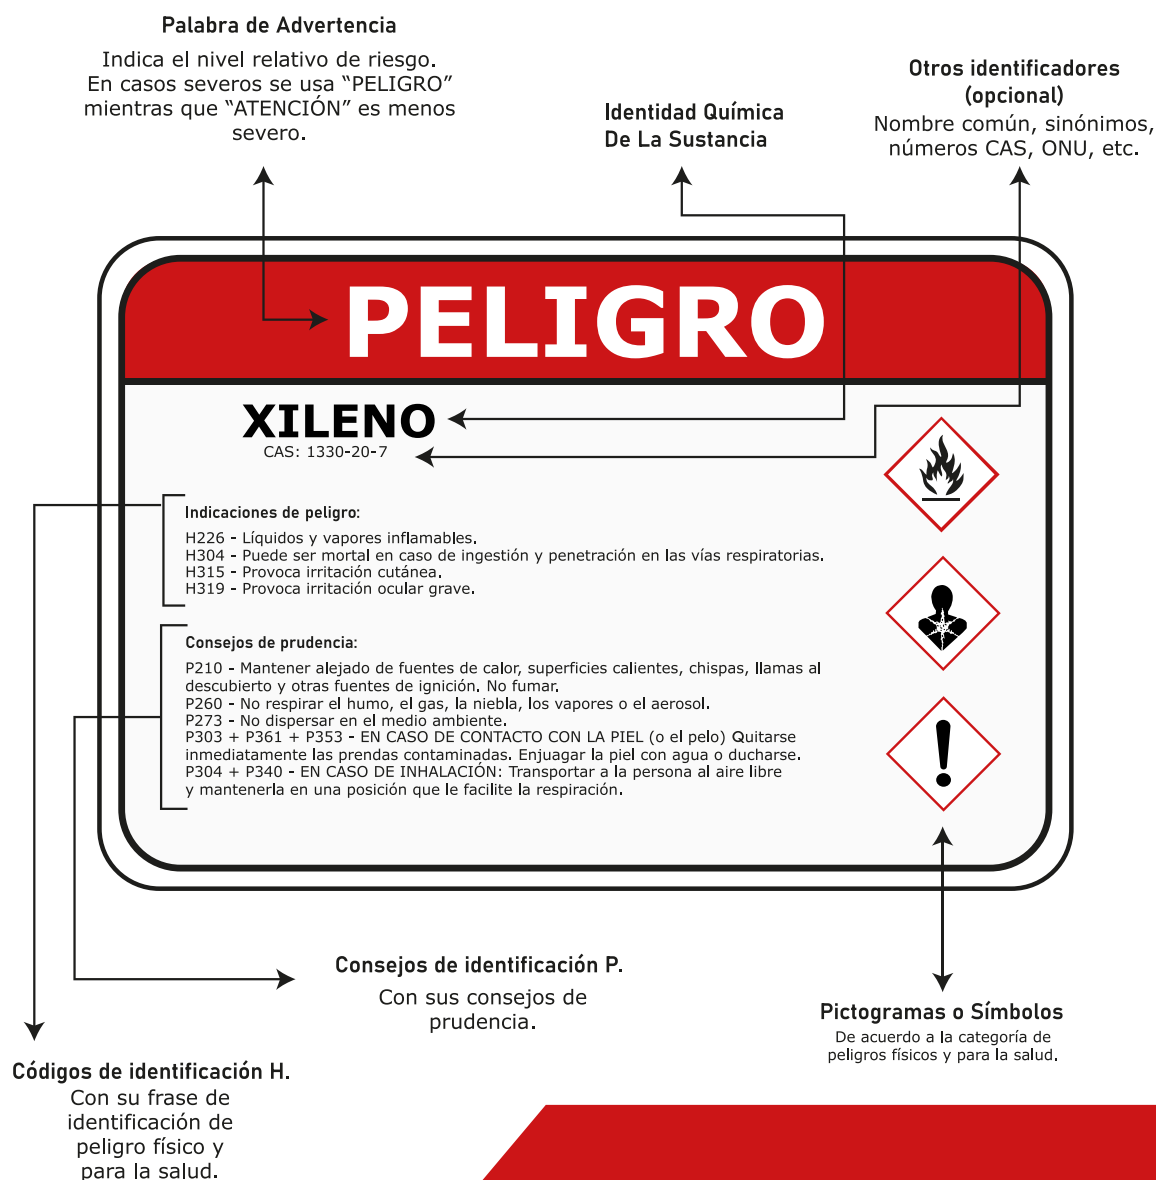 Palabra de Advertencia
Indica el nivel relativo de riesgo.
En casos severos se usa “PELIGRO”
mientras que “ATENCIÓN” es menos
severo.
Identidad Química
De La Sustancia
Otros identificadores
(opcional)
Nombre común, sinónimos,
números CAS, ONU, etc.
PELIGRO
XILENO
CAS: 1330-20-7
Indicaciones de peligro:
H226 - Líquidos y vapores inflamables.
H304 - Puede ser mortal en caso de ingestión y penetración en las vías respiratorias.
H315 - Provoca irritación cutánea.
H319 - Provoca irritación ocular grave.
Consejos de prudencia:
P210 - Mantener alejado de fuentes de calor, superficies calientes, chispas, llamas al
descubierto y otras fuentes de ignición. No fumar.
P260 - No respirar el humo, el gas, la niebla, los vapores o el aerosol.
P273 - No dispersar en el medio ambiente.
P303 + P361 + P353 - EN CASO DE CONTACTO CON LA PIEL (o el pelo) Quitarse
inmediatamente las prendas contaminadas. Enjuagar la piel con agua o ducharse.
P304 + P340 - EN CASO DE INHALACIÓN: Transportar a la persona al aire libre
y mantenerla en una posición que le facilite la respiración.
Consejos de identificación P.
Con sus consejos de
prudencia.
Pictogramas o Símbolos
De acuerdo a la categoría de
peligros físicos y para la salud.
Códigos de identificación H.
Con su frase de
identificación de
peligro físico y
para la salud.